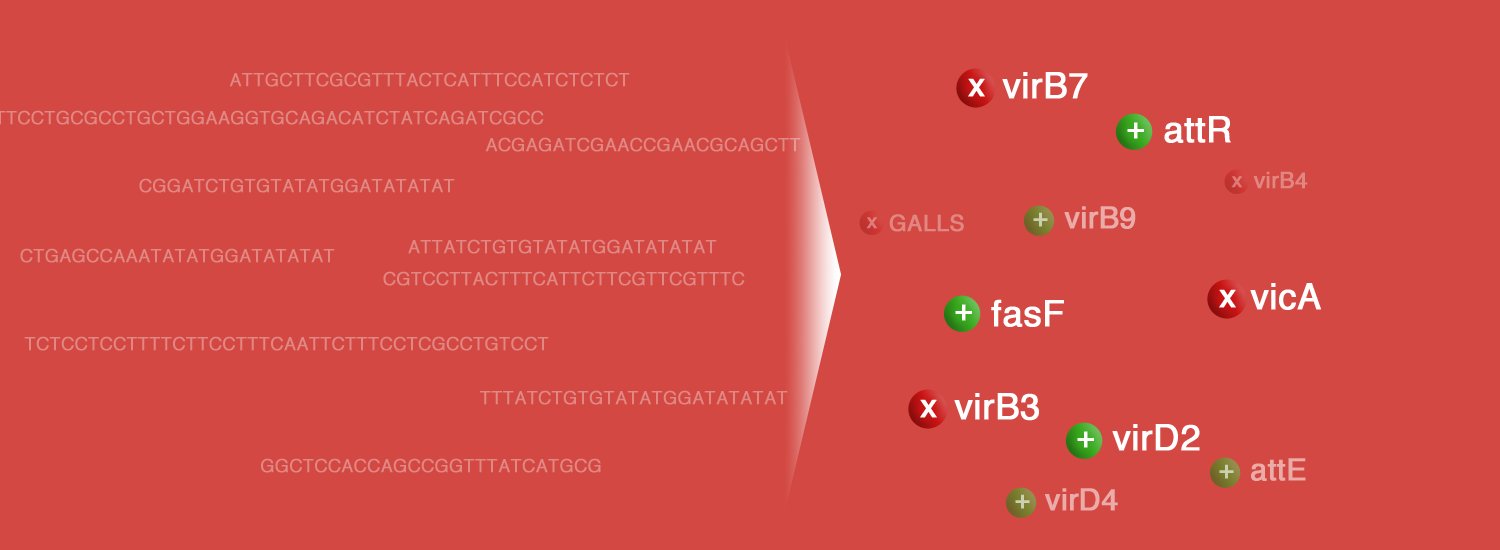 ATTGCTTCGCGTTTACTCATTTCCATCTCTCT
TTCCTGCGCCTGCTGGAAGGTGCAGACATCTATCAGATCGCC
ACGAGATCGAACCGAACGCAGCTT
CGGATCTGTGTATATGGATATATAT
ATTATCTGTGTATATGGATATATAT
CTGAGCCAAATATATGGATATATAT
CGTCCTTACTTTCATTCTTCGTTCGTTTC
TCTCCTCCTTTTCTTCCTTTCAATTCTTTCCTCGCCTGTCCT
TTTATCTGTGTATATGGATATATAT
GGCTCCACCAGCCGGTTTATCATGCG
x virB7
+ attR
x virB4
x GALLS
+ virB9
+ fasF
x vicA
x virB3
+ virD2
+ attE
+ virD4